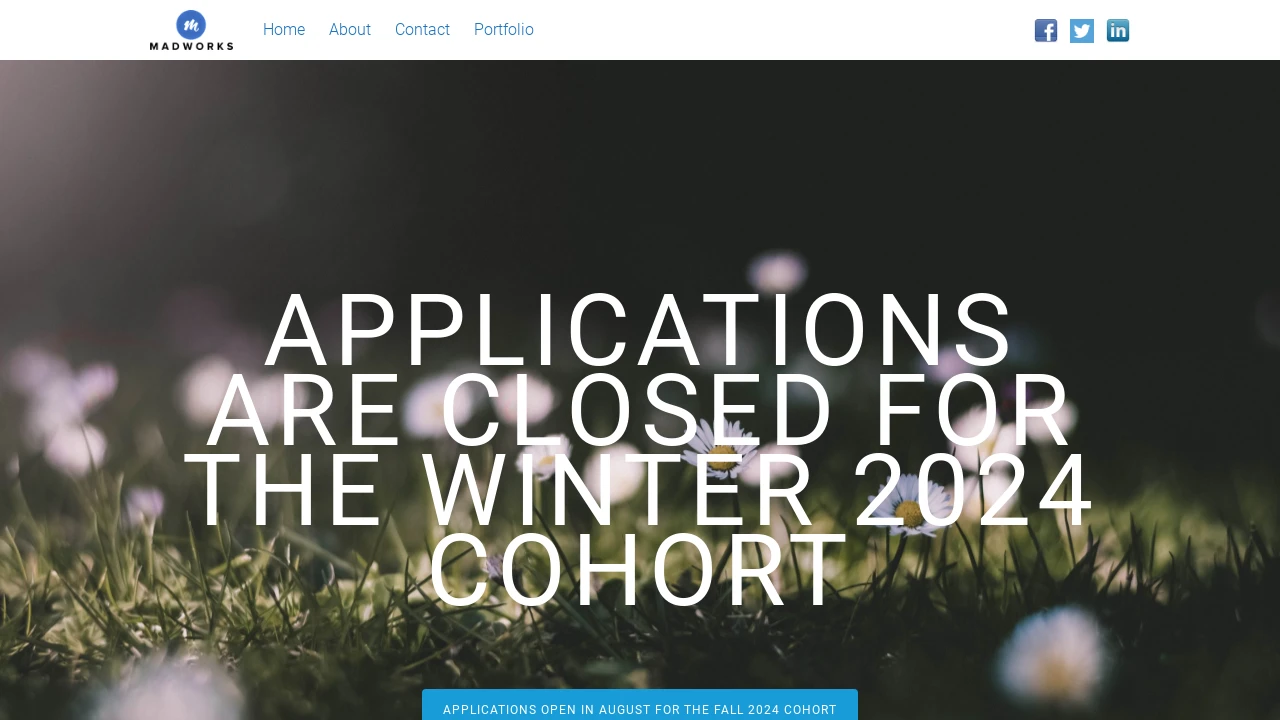 m
MADWORKS
Home About Contact Portfolio
f
in
APPLICATIONS
ARE CLOSED FOR
THE WINTER 2024
COHORT
APPLICATIONS OPEN IN AUGUST FOR THE FALL 2024 COHORT